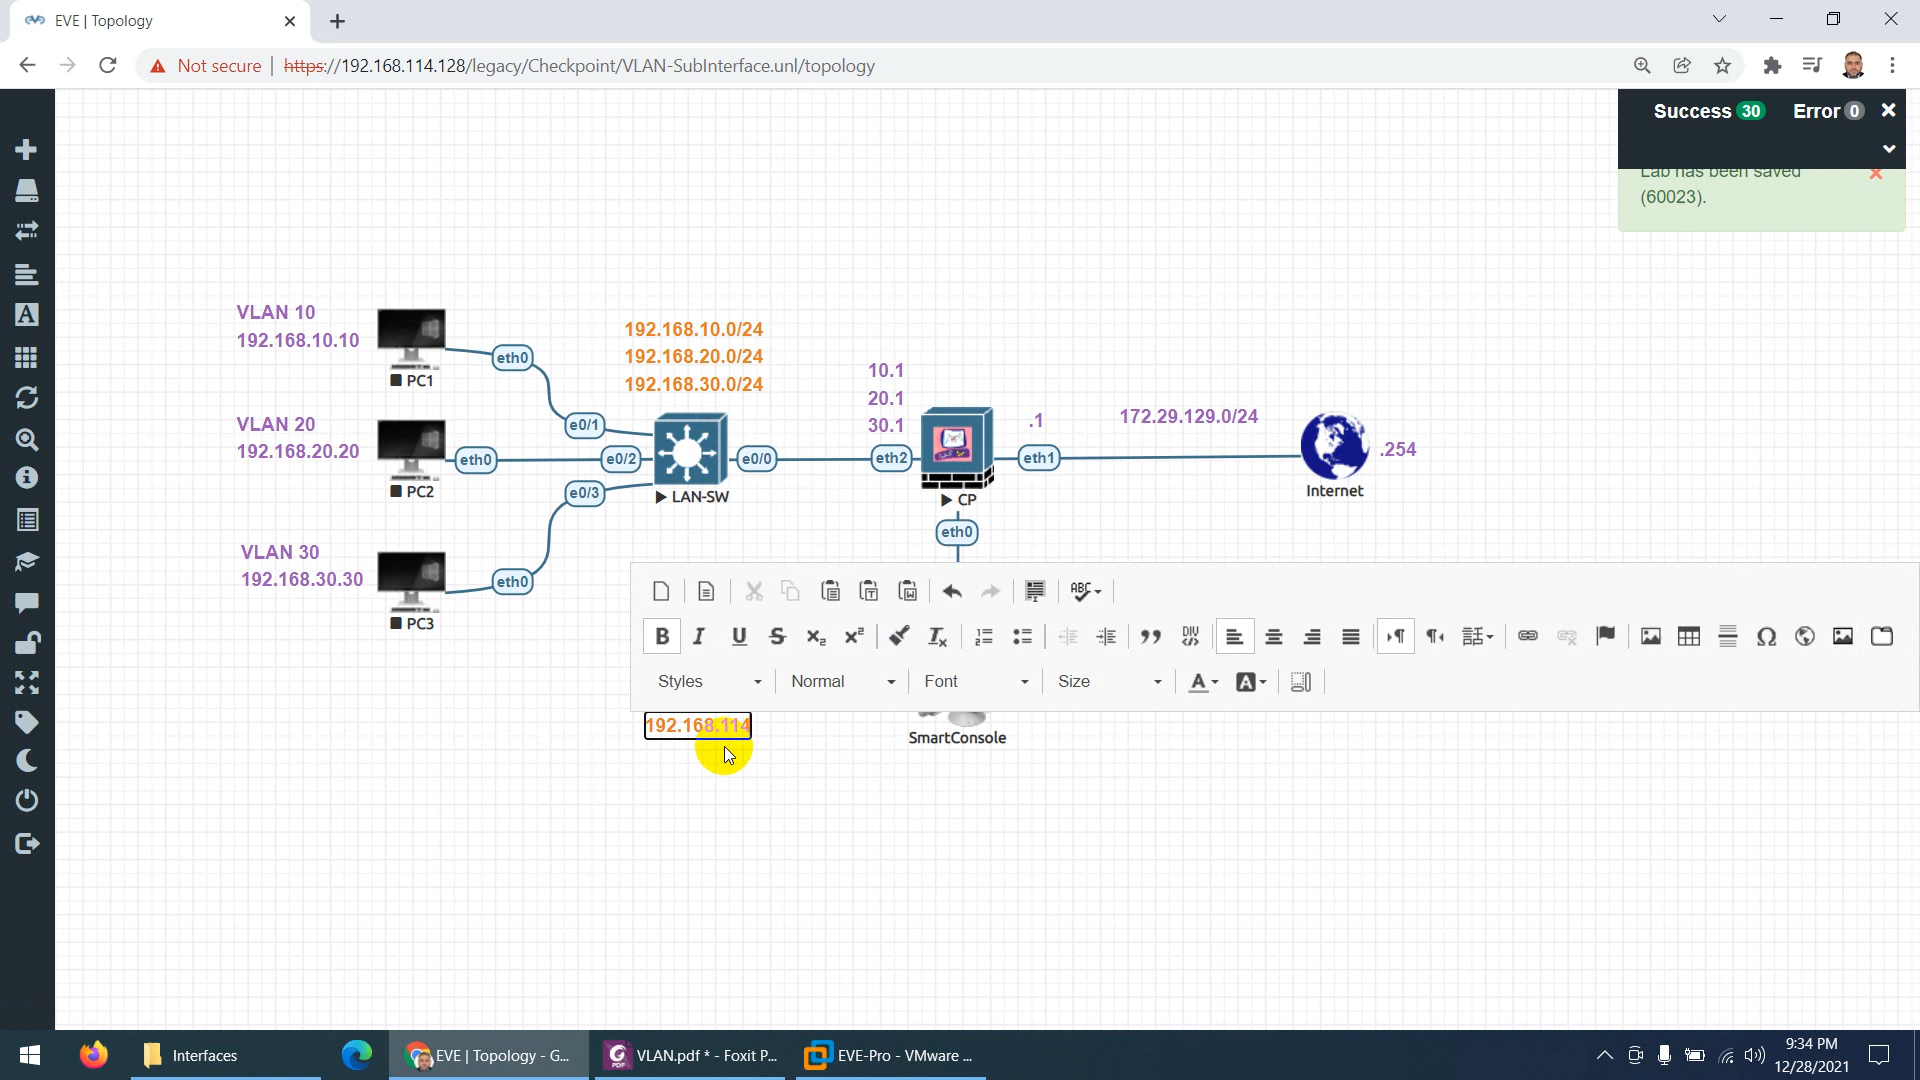 EVE | Topology
Not secure | https://192.168.114.128/legacy/Checkpoint/VLAN-SubInterface.unl/topology
Success 30 Error 0
Lab has been saved
(60023).
VLAN 10
192.168.10.10
PC1
eth0
192.168.10.0/24
192.168.20.0/24
192.168.30.0/24
10.1
20.1
30.1
.1
172.29.129.0/24
.254
VLAN 20
192.168.20.20
PC2
eth0
e0/1
e0/2
e0/3
e0/0
LAN-SW
eth2
eth1
CP
eth0
Internet
VLAN 30
192.168.30.30
PC3
eth0
ABC
B I U S x₂ x² Ix
DIV
Styles Normal Font Size A A
192.168.114
SmartConsole
Interfaces
EVE | Topology - G...
VLAN.pdf * - Foxit P...
EVE-Pro - VMware ...
9:34 PM
12/28/2021